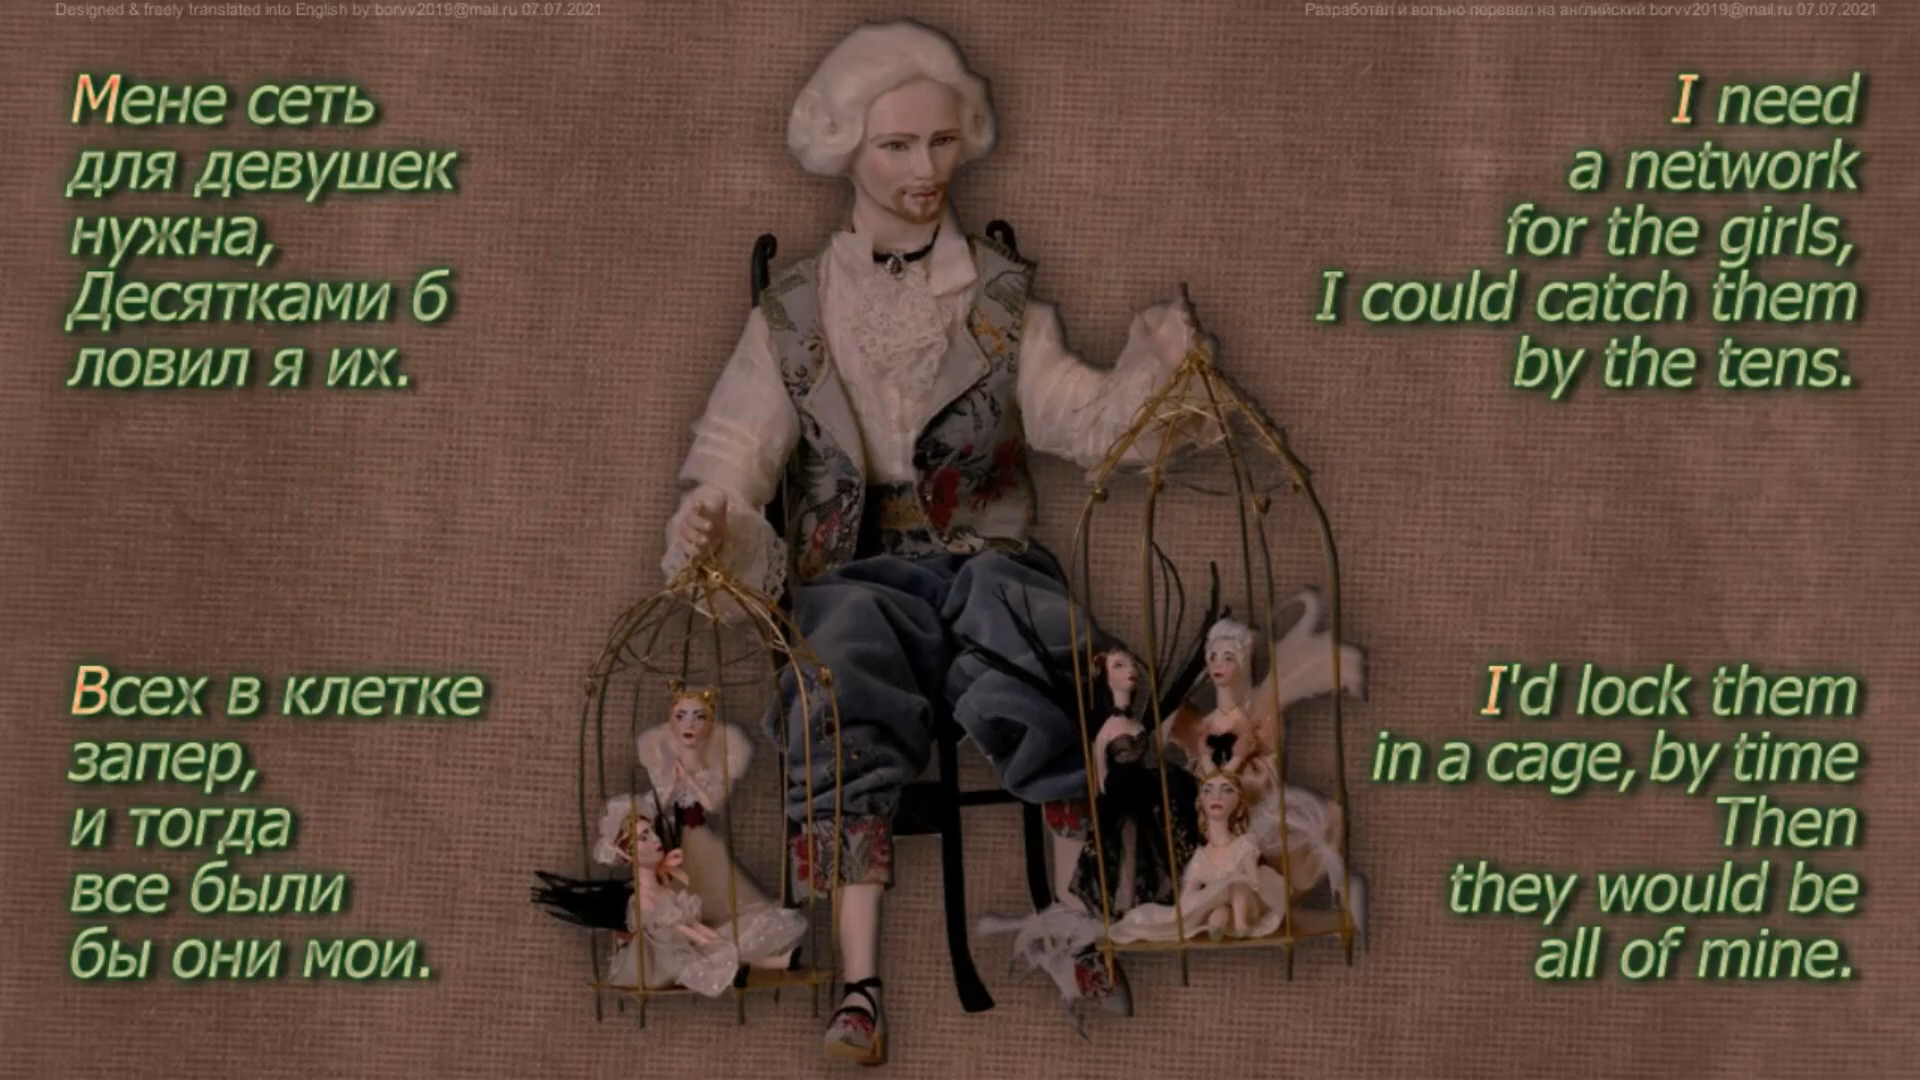 Designed & freely translated into English by borvv2019@mail.ru 07.07.2021
Разработал и вольно перевел на английский borvv2019@mail.ru 07.07.2021
Мене сеть
для девушек
нужна,
Десятками б
ловил я их.
I need
a network
for the girls,
I could catch them
by the tens.
Всех в клетке
запер,
и тогда
все были
бы они мои.
I'd lock them
in a cage, by time
Then
they would be
all of mine.